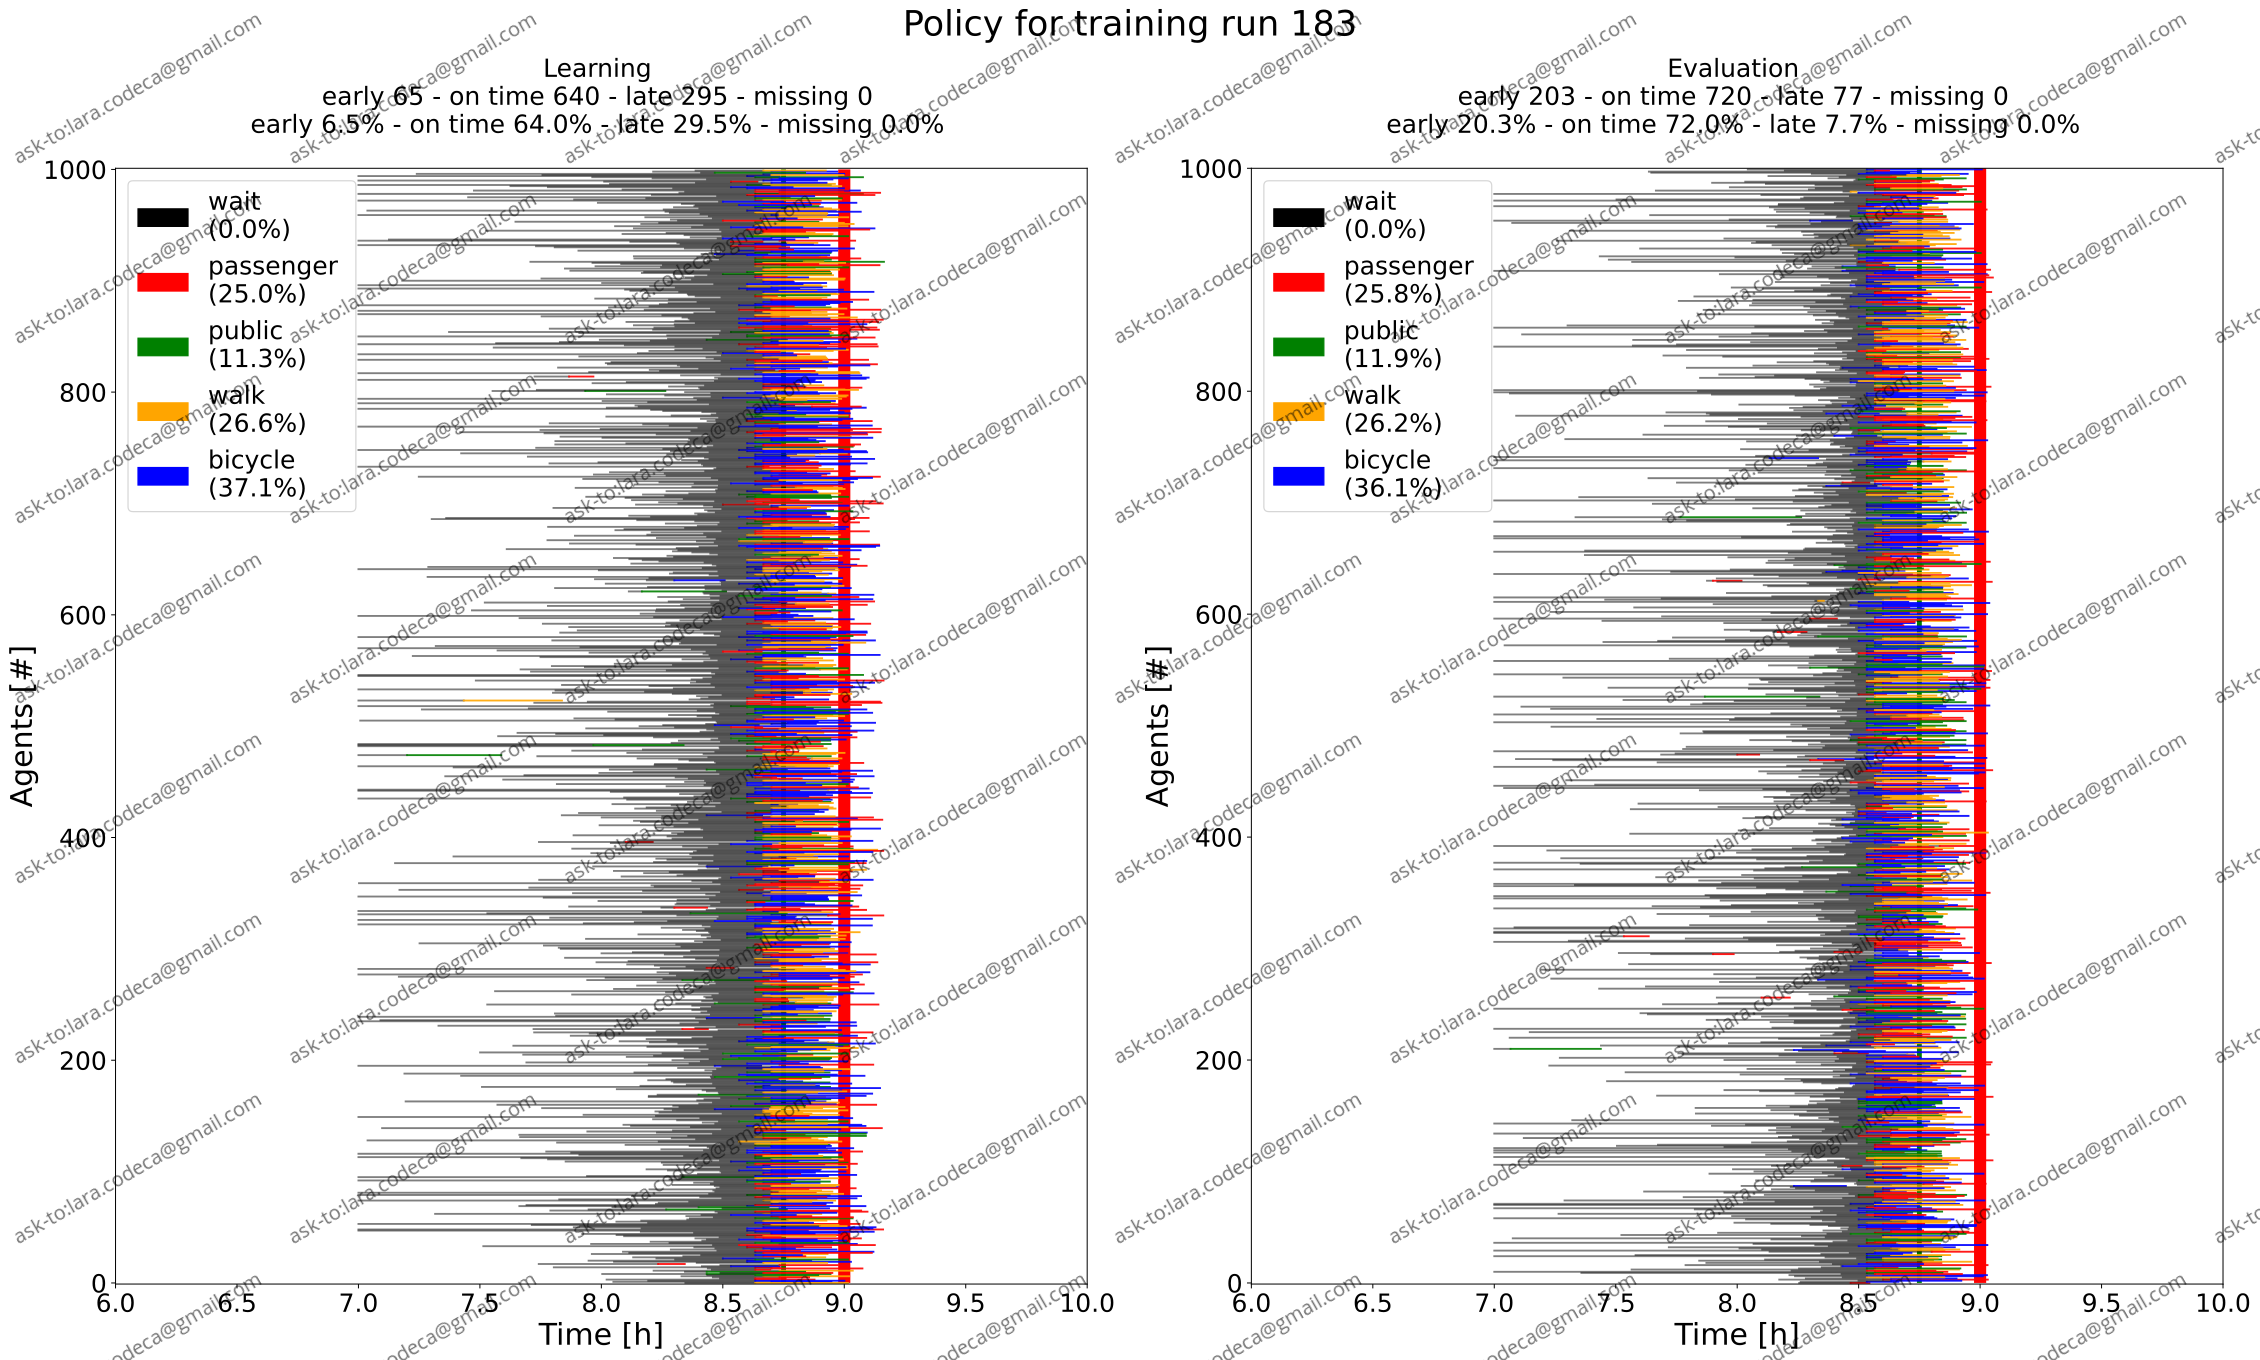 Policy for training run 183
Learning
early 65 - on time 640 - late 295 - missing 0
early 6.5% - on time 64.0% - late 29.5% - missing 0.0%
1000
800
600
400
200
0
Agents [#]
wait
(0.0%)
passenger
(25.0%)
public
(11.3%)
walk
(26.6%)
bicycle
(37.1%)
6.0 6.5 7.0 7.5 8.0 8.5 9.0 9.5 10.0
Time [h]
Evaluation
early 203 - on time 720 - late 77 - missing 0
early 20.3% - on time 72.0% - late 7.7% - missing 0.0%
1000
800
600
400
200
0
Agents [#]
wait
(0.0%)
passenger
(25.8%)
public
(11.9%)
walk
(26.2%)
bicycle
(36.1%)
6.0 6.5 7.0 7.5 8.0 8.5 9.0 9.5 10.0
Time [h]
ask-to:lara.codeca@gmail.com